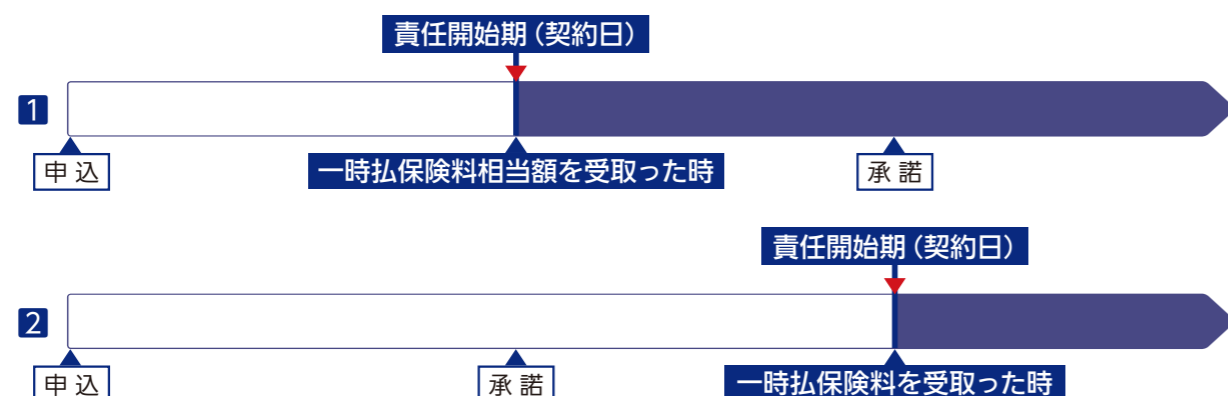 責任開始期（契約日）
1
申込
一時払保険料相当額を受取った時
承諾
責任開始期（契約日）
2
申込
承諾
一時払保険料を受取った時